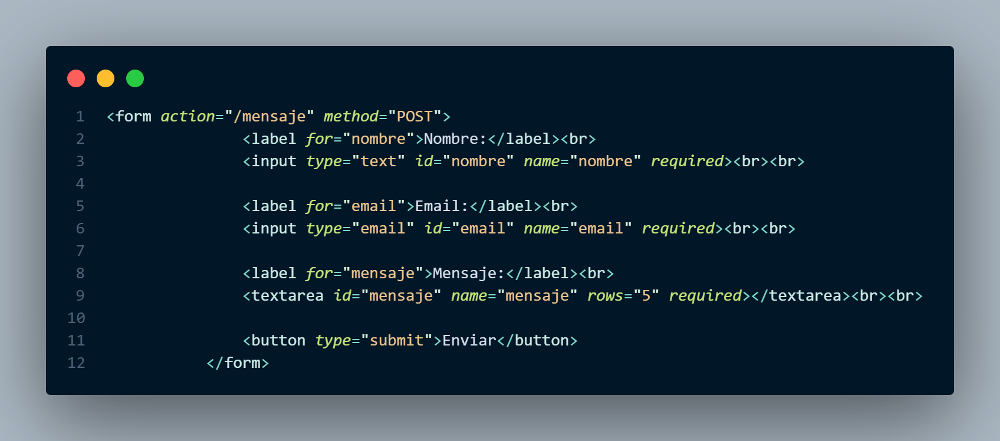 1 <form action="/mensaje" method="POST">
2 <label for="nombre">Nombre:</label><br>
3 <input type="text" id="nombre" name="nombre" required><br><br>
4
5 <label for="email">Email:</label><br>
6 <input type="email" id="email" name="email" required><br><br>
7
8 <label for="mensaje">Mensaje:</label><br>
9 <textarea id="mensaje" name="mensaje" rows="5" required></textarea><br><br>
10
11 <button type="submit">Enviar</button>
12 </form>